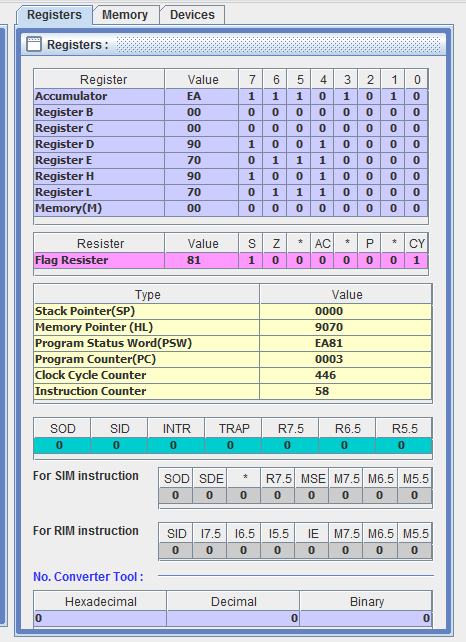 Registers Memory Devices
Registers :
Register Value 7 6 5 4 3 2 1 0
Accumulator EA 1 1 1 0 1 0 1 0
Register B 00 0 0 0 0 0 0 0 0
Register C 00 0 0 0 0 0 0 0 0
Register D 90 1 0 0 1 0 0 0 0
Register E 70 0 1 1 1 0 0 0 0
Register H 90 1 0 0 1 0 0 0 0
Register L 70 0 1 1 1 0 0 0 0
Memory(M) 00 0 0 0 0 0 0 0 0
Resister Value S Z * AC * P * CY
Flag Resister 81 1 0 0 0 0 0 0 1
Type Value
Stack Pointer(SP) 0000
Memory Pointer (HL) 9070
Program Status Word(PSW) EA81
Program Counter(PC) 0003
Clock Cycle Counter 446
Instruction Counter 58
SOD SID INTR TRAP R7.5 R6.5 R5.5
0 0 0 0 0 0 0
For SIM instruction SOD SDE * R7.5 MSE M7.5 M6.5 M5.5
0 0 0 0 0 0 0 0
For RIM instruction SID I7.5 I6.5 I5.5 IE M7.5 M6.5 M5.5
0 0 0 0 0 0 0 0
No. Converter Tool :
Hexadecimal Decimal Binary
0 0 0